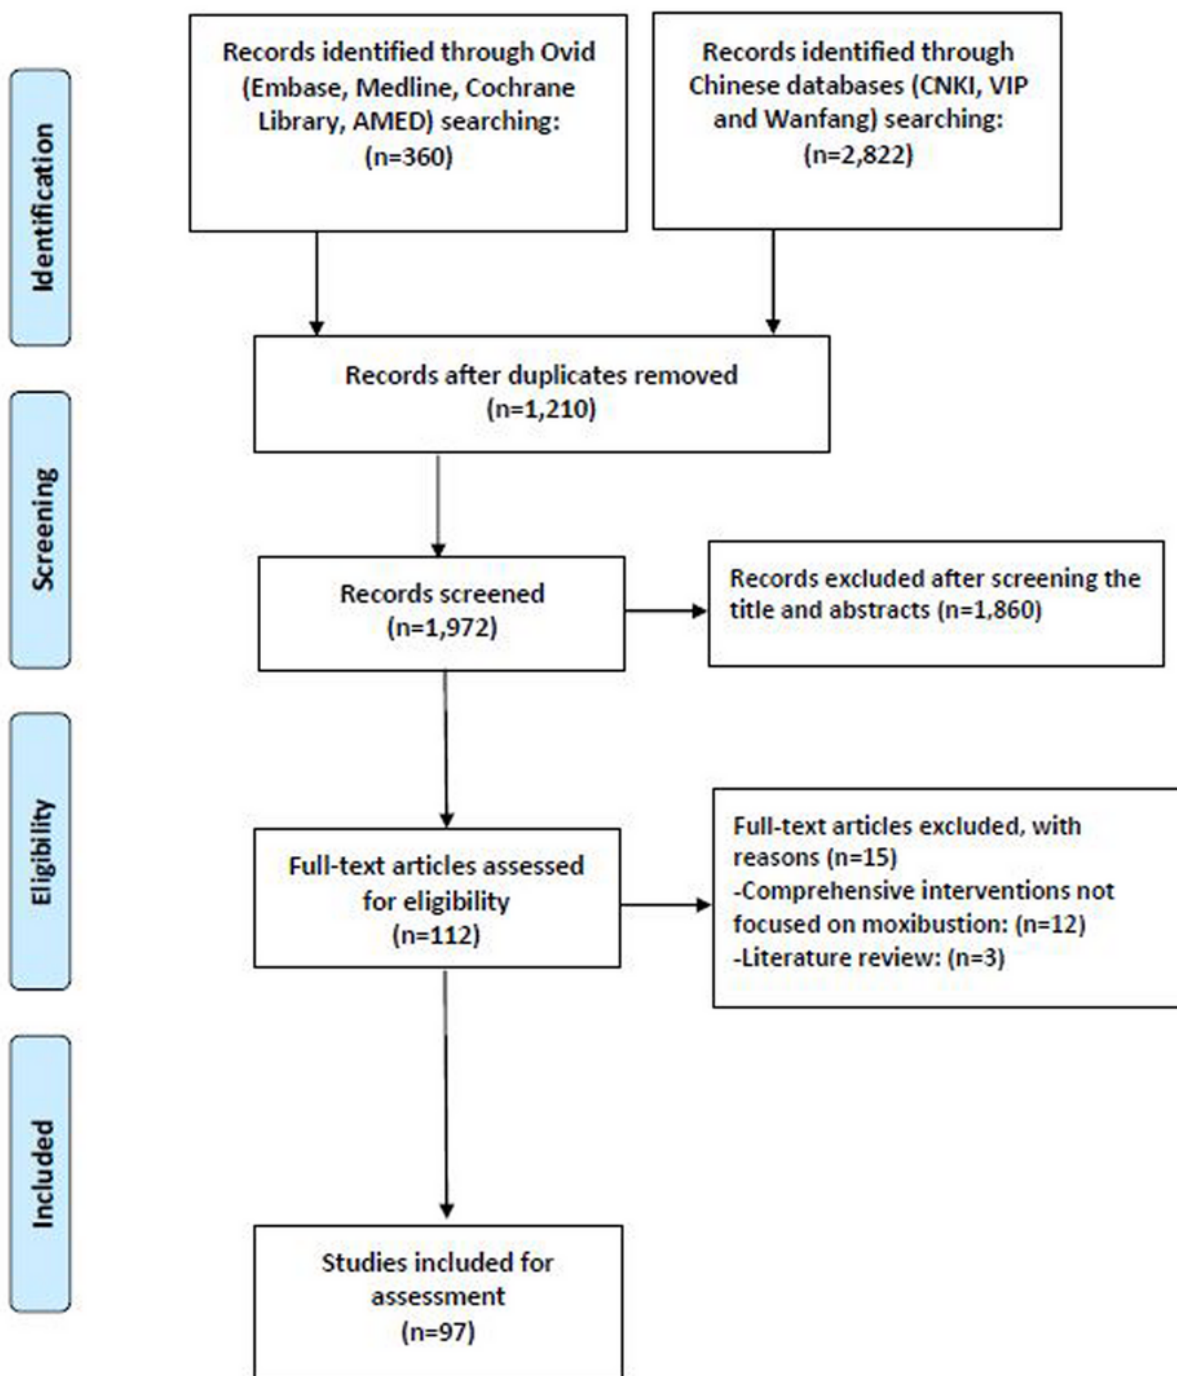 Identification
Records identified through Ovid
(Embase, Medline, Cochrane
Library, AMED) searching:
(n=360)
Records identified through
Chinese databases (CNKI, VIP
and Wanfang) searching:
(n=2,822)
Records after duplicates removed
(n=1,210)
Screening
Records screened
(n=1,972)
Records excluded after screening the
title and abstracts (n=1,860)
Eligibility
Full-text articles assessed
for eligibility
(n=112)
Full-text articles excluded, with
reasons (n=15)
-Comprehensive interventions not
focused on moxibustion: (n=12)
-Literature review: (n=3)
Included
Studies included for
assessment
(n=97)